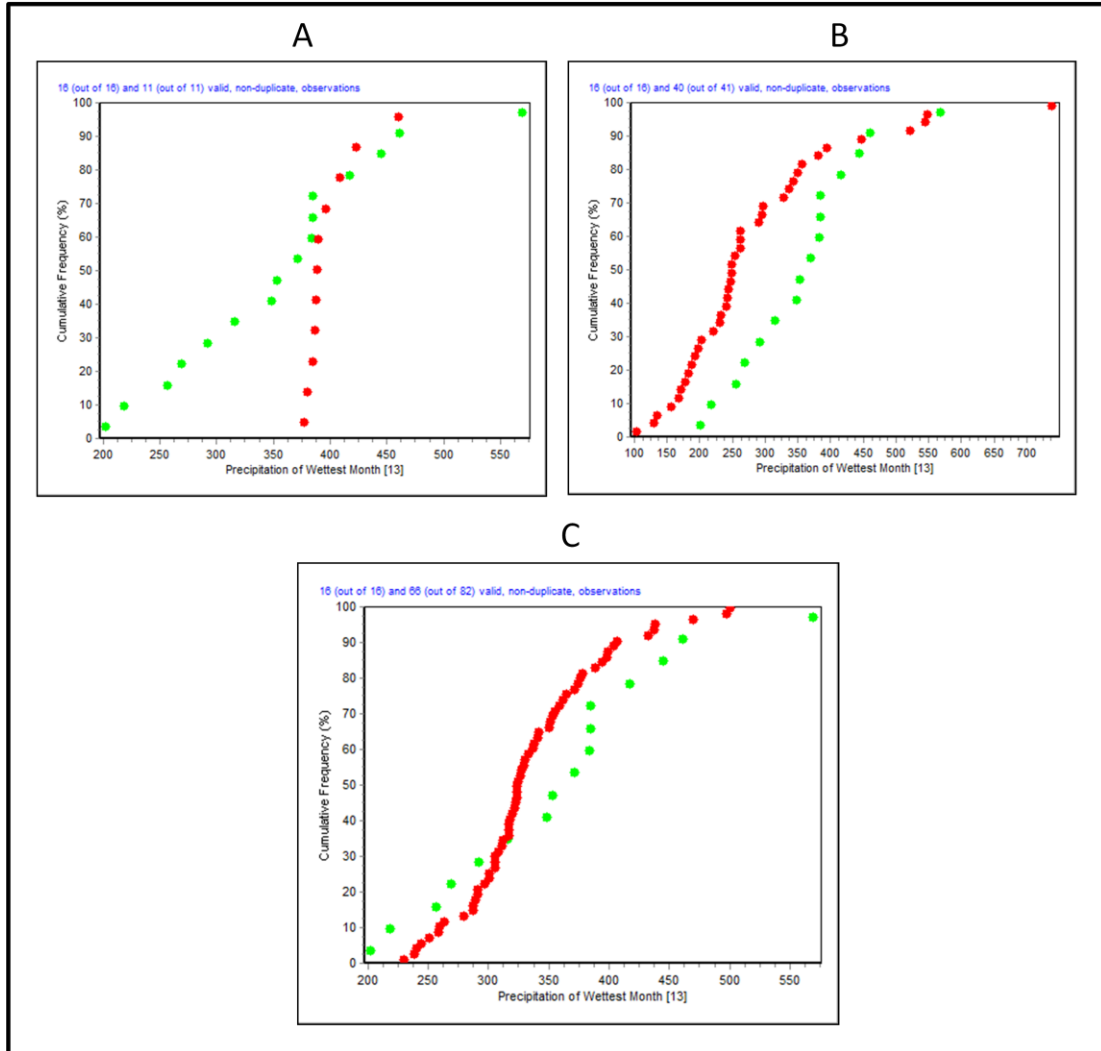 A
16 (out of 16) and 11 (out of 11) valid, non-duplicate, observations
100
90
80
70
60
50
40
30
20
10
0
Cumulative Frequency (%)
200 250 300 350 400 450 500 550
Precipitation of Wettest Month [13]
B
16 (out of 16) and 40 (out of 41) valid, non-duplicate, observations
100
90
80
70
60
50
40
30
20
10
0
Cumulative Frequency (%)
100 150 200 250 300 350 400 450 500 550 600 650 700
Precipitation of Wettest Month [13]
C
16 (out of 16) and 66 (out of 82) valid, non-duplicate, observations
100
90
80
70
60
50
40
30
20
10
0
Cumulative Frequency (%)
200 250 300 350 400 450 500 550
Precipitation of Wettest Month [13]